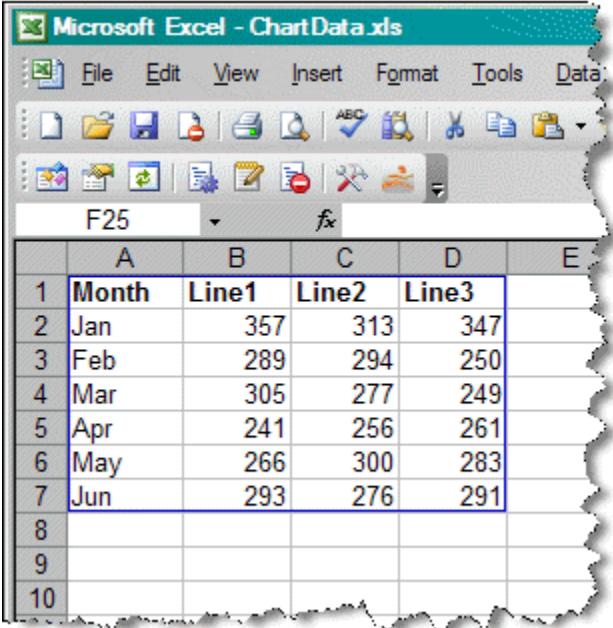 Microsoft Excel - ChartData.xls
File Edit View Insert Format Tools Data
ABC
F25 fx
A B C D E
1 Month Line1 Line2 Line3
2 Jan 357 313 347
3 Feb 289 294 250
4 Mar 305 277 249
5 Apr 241 256 261
6 May 266 300 283
7 Jun 293 276 291
8
9
10